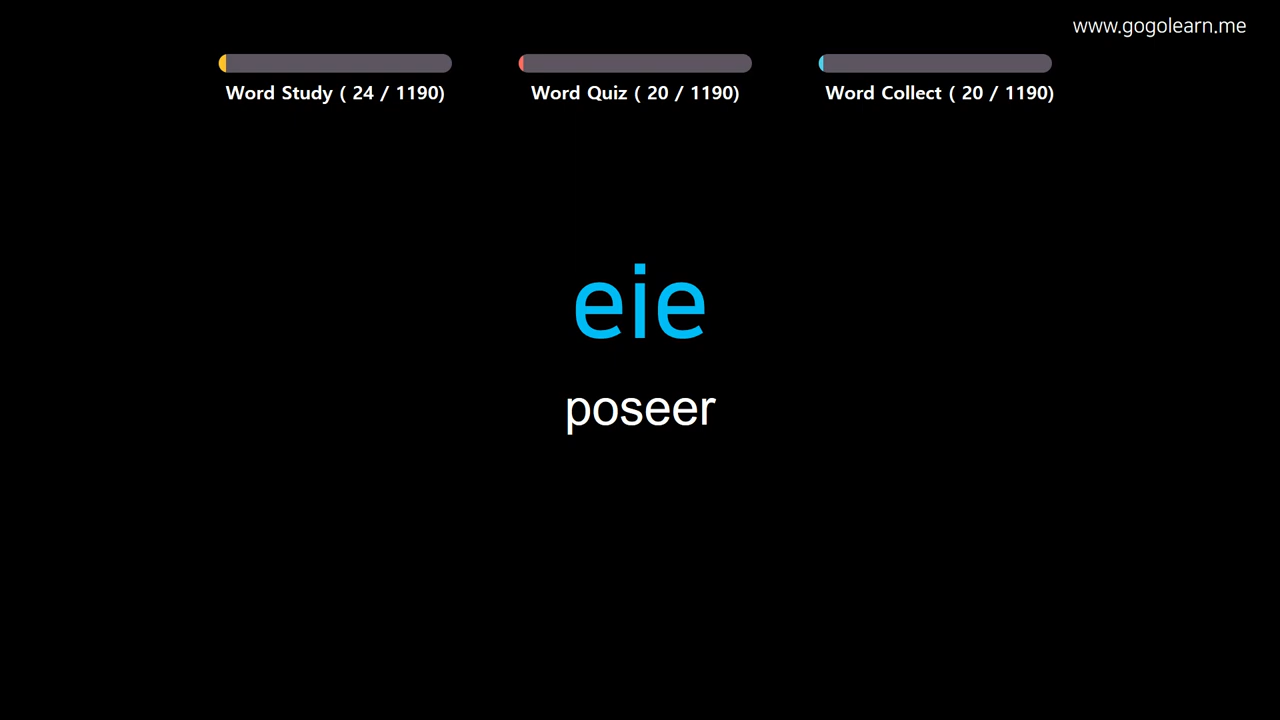 www.gogolearn.me
Word Study ( 24 / 1190)
Word Quiz ( 20 / 1190)
Word Collect ( 20 / 1190)
eie
poseer